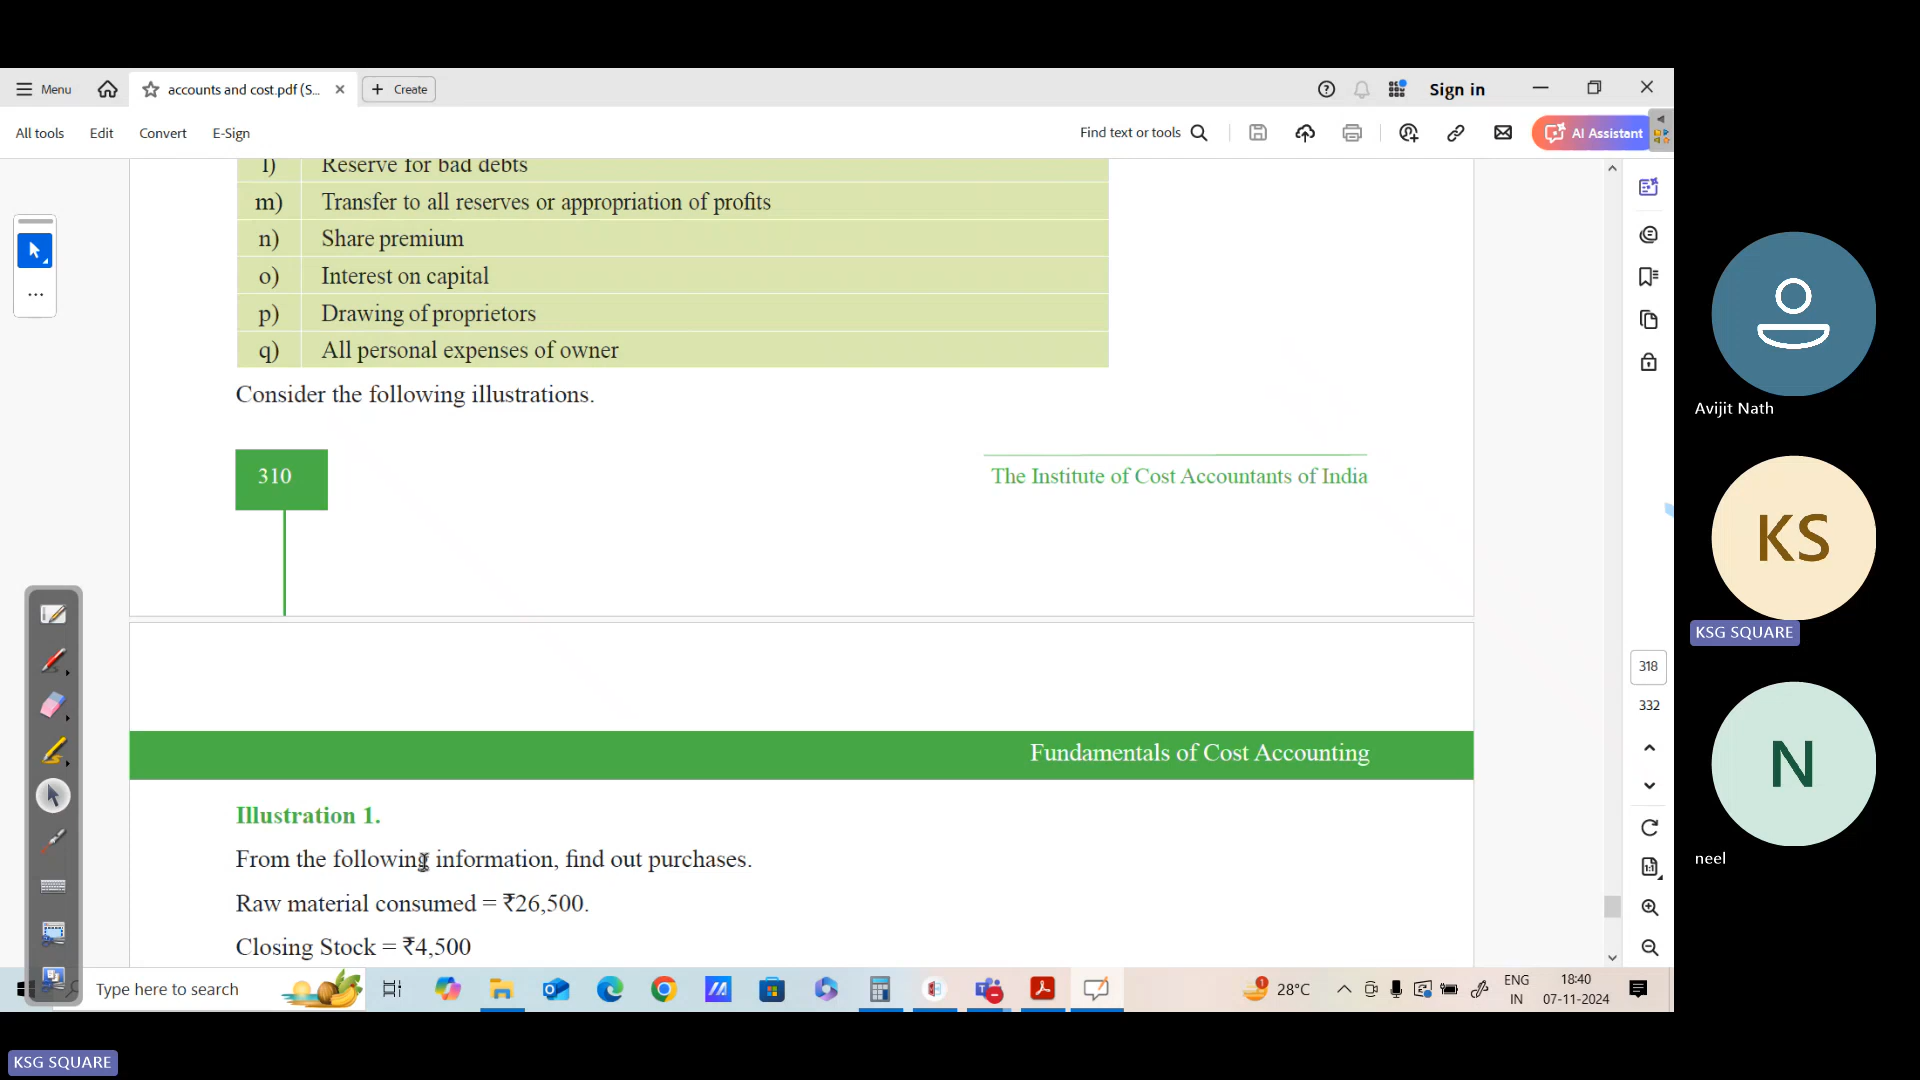 Menu
accounts and cost.pdf (S...
Create
Sign in
All tools
Edit
Convert
E-Sign
Find text or tools
AI Assistant
l) Reserve for bad debts
m) Transfer to all reserves or appropriation of profits
n) Share premium
o) Interest on capital
p) Drawing of proprietors
q) All personal expenses of owner
Consider the following illustrations.
310
The Institute of Cost Accountants of India
Fundamentals of Cost Accounting
Illustration 1.
From the following information, find out purchases.
Raw material consumed = ₹26,500.
Closing Stock = ₹4,500
318
332
Avijit Nath
KS
KSG SQUARE
N
neel
Type here to search
28°C
ENG
IN
18:40
07-11-2024
KSG SQUARE